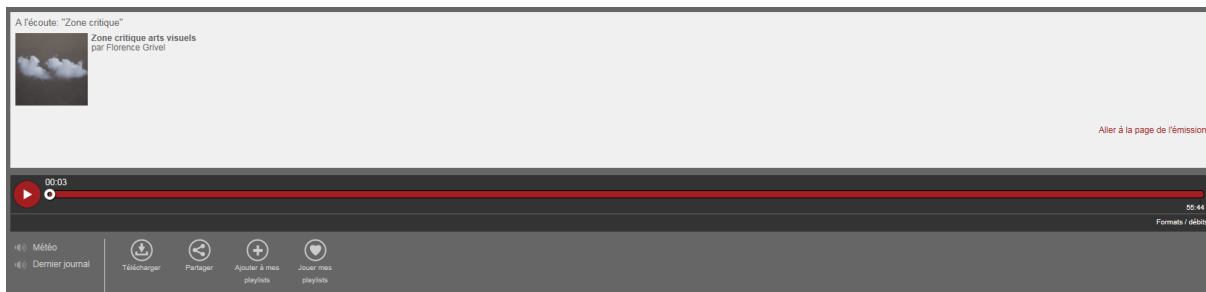 A l'écoute: "Zone critique"
Zone critique arts visuels
par Florence Grivel
Aller à la page de l'émission
00:03
55:44
Formats / débits
Météo
Dernier journal
Télécharger
Partager
Ajouter à mes
playlists
Jouer mes
playlists